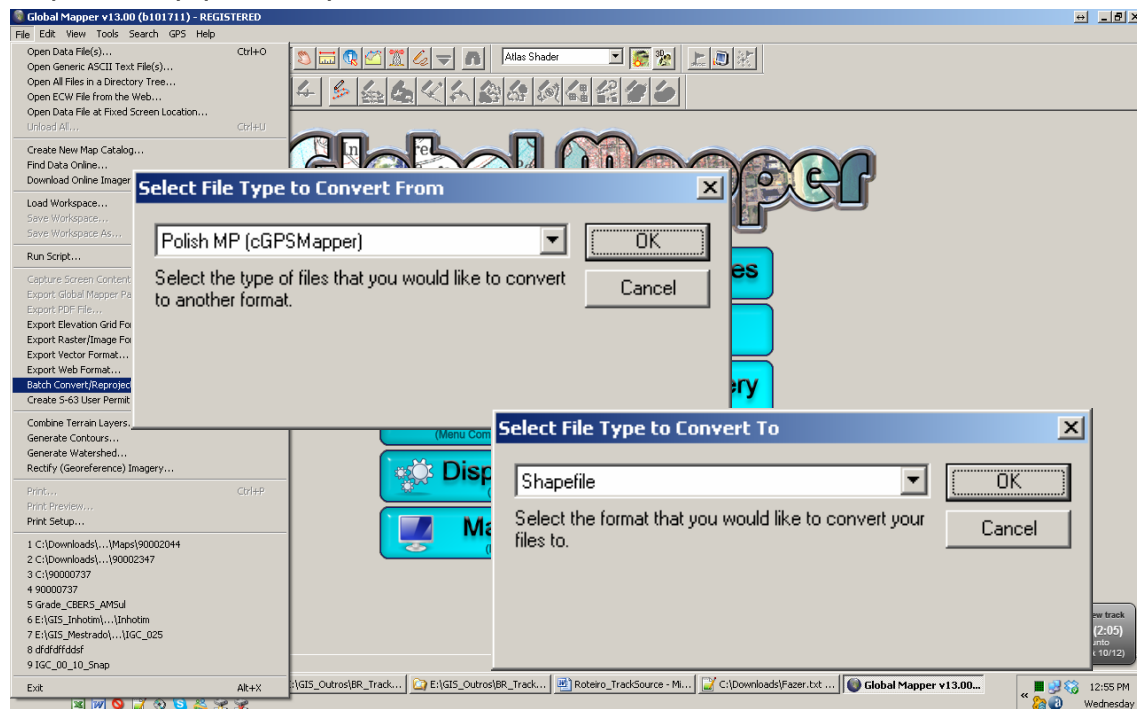 Global Mapper v13.00 (b101711) - REGISTERED
File Edit View Tools Search GPS Help
Open Data File(s)... Ctrl+O
Open Generic ASCII Text File(s)...
Open All Files in a Directory Tree...
Open ECW File from the Web...
Open Data File at Fixed Screen Location...
Unload All... Ctrl+U
Create New Map Catalog...
Find Data Online...
Download Online Imager
Load Workspace...
Save Workspace...
Save Workspace As...
Run Script...
Capture Screen Content
Export Global Mapper Pa
Export PDF File...
Export Elevation Grid Fo
Export Raster/Image Fo
Export Vector Format...
Export Web Format...
Batch Convert/Reprojec
Create S-63 User Permit
Combine Terrain Layers.
Generate Contours...
Generate Watershed...
Rectify (Georeference) Imagery...
Print... Ctrl+P
Print Preview...
Print Setup...
1 C:\Downloads\...\Maps\90002044
2 C:\Downloads\...\90002347
3 C:\90000737
4 90000737
5 Grade_CBERS_AMSul
6 E:\GIS_Inhotim\...\Inhotim
7 E:\GIS_Mestrado\...\IGC_025
8 dfdfdffddsf
9 IGC_00_10_Snap
Exit Alt+X
Atlas Shader
Global Mapper
Select File Type to Convert From
Polish MP (cGPSMapper)
OK
Select the type of files that you would like to convert
to another format.
Cancel
es
ery
(Menu Com
Disp
Ma
Select File Type to Convert To
Shapefile
OK
Select the format that you would like to convert your
files to.
Cancel
ew track
(2:05)
unto
10/12)
:\GIS_Outros\BR_Track... E:\GIS_Outros\BR_Track... Roteiro_TrackSource - Mi... C:\Downloads\Fazer.txt ... Global Mapper v13.00... 12:55 PM
Wednesday